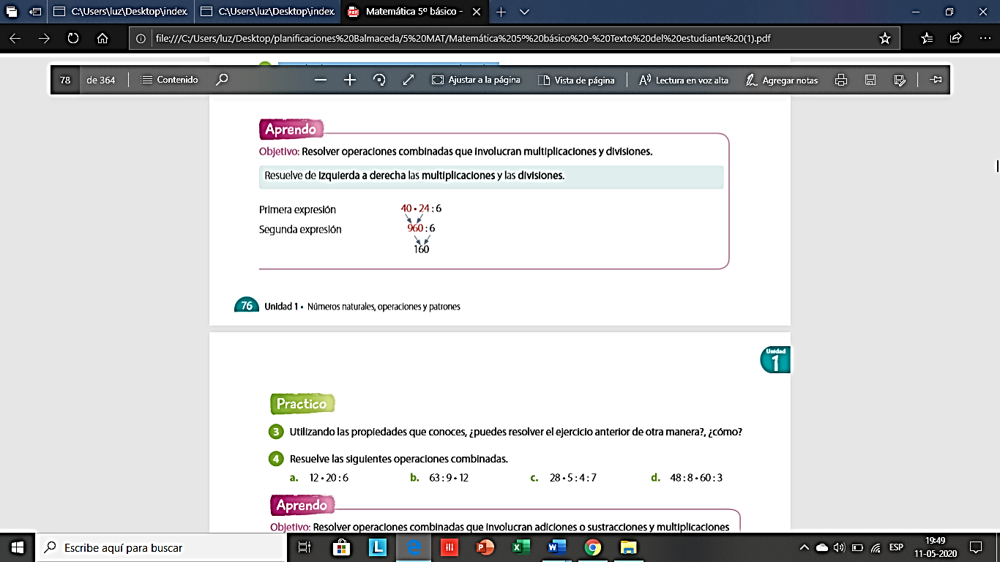 C:\Users\luz\Desktop\index.
C:\Users\luz\Desktop\index.
Matemática 5º básico -
file:///C:/Users/luz/Desktop/planificaciones%20Balmaceda/5%20MAT/Matemática%205º%20básico%20-%20Texto%20del%20estudiante%20(1).pdf
78 de 364 Contenido Ajustar a la página Vista de página Lectura en voz alta Agregar notas
Aprendo
Objetivo: Resolver operaciones combinadas que involucran multiplicaciones y divisiones.
Resuelve de izquierda a derecha las multiplicaciones y las divisiones.
Primera expresión 40 • 24 : 6
Segunda expresión 960 : 6
160
76 Unidad 1 • Números naturales, operaciones y patrones
Unidad
1
Practico
3 Utilizando las propiedades que conoces, ¿puedes resolver el ejercicio anterior de otra manera?, ¿cómo?
4 Resuelve las siguientes operaciones combinadas.
a. 12 • 20 : 6 b. 63 : 9 • 12 c. 28 • 5 : 4 : 7 d. 48 : 8 • 60 : 3
Aprendo
Objetivo: Resolver operaciones combinadas que involucran adiciones o sustracciones y multiplicaciones
Escribe aquí para buscar
ESP
19:49
11-05-2020